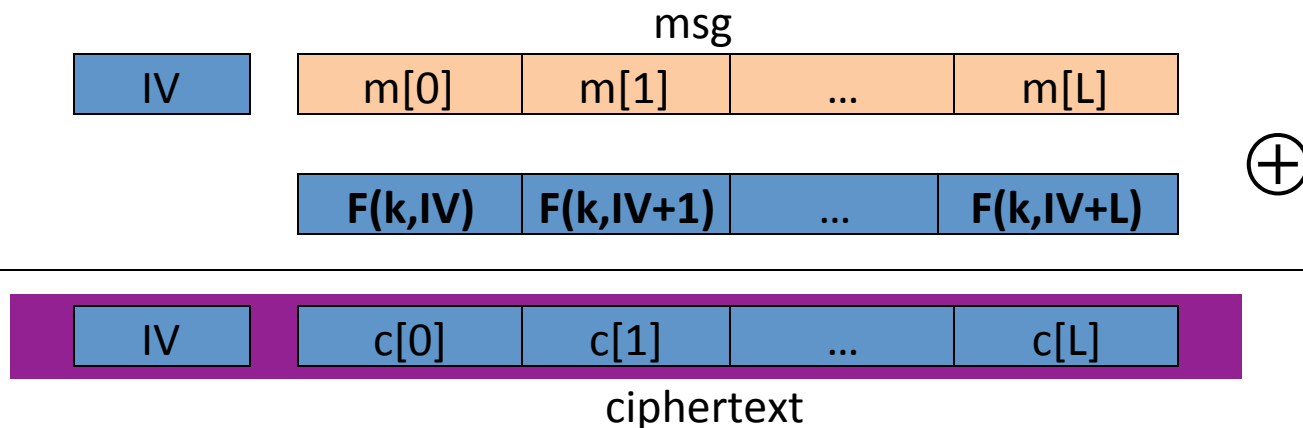 msg
IV m[0] m[1] ... m[L]
F(k,IV) F(k,IV+1) ... F(k,IV+L)
⊕
IV c[0] c[1] ... c[L]
ciphertext